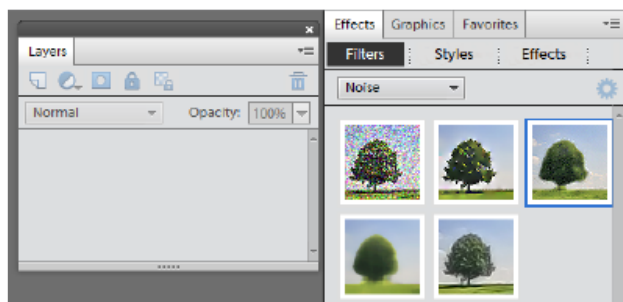 Layers
Normal
Opacity: 100%
Effects Graphics Favorites
Filters Styles Effects
Noise